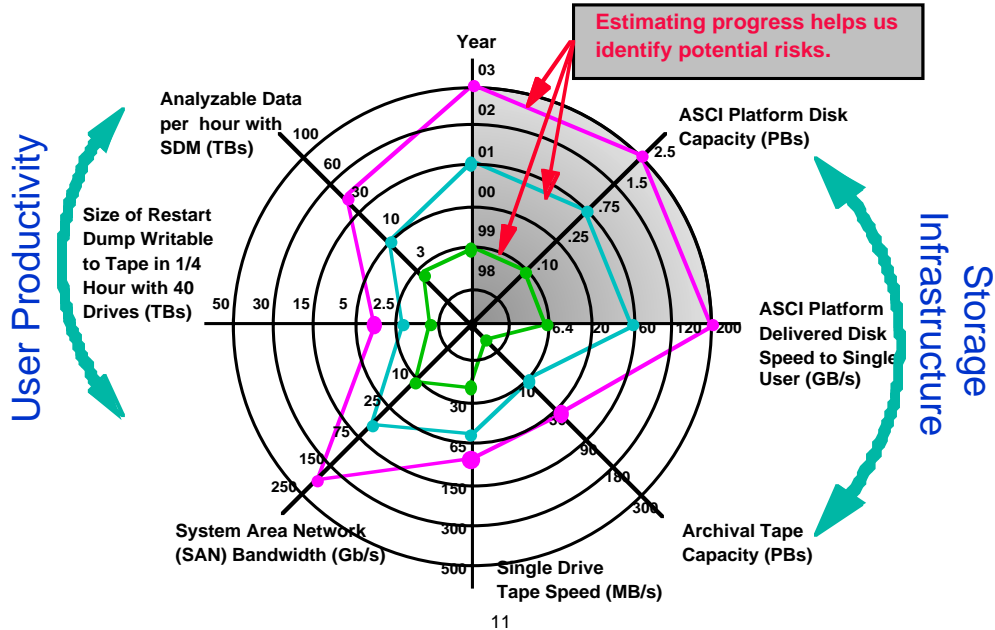 Estimating progress helps us
identify potential risks.
Year
03
02
01
00
99
98
Analyzable Data
per hour with
SDM (TBs)
100
60
30
10
3
ASCI Platform Disk
Capacity (PBs)
2.5
1.5
.75
.25
.10
User Productivity
Size of Restart
Dump Writable
to Tape in 1/4
Hour with 40
Drives (TBs)
50 30 15 5 2.5
6.4 20 60 120 200
ASCI Platform
Delivered Disk
Speed to Single
User (GB/s)
Storage
Infrastructure
10
25
75
150
250
System Area Network
(SAN) Bandwidth (Gb/s)
30
65
150
300
500
Single Drive
Tape Speed (MB/s)
10
90
180
300
Archival Tape
Capacity (PBs)
11